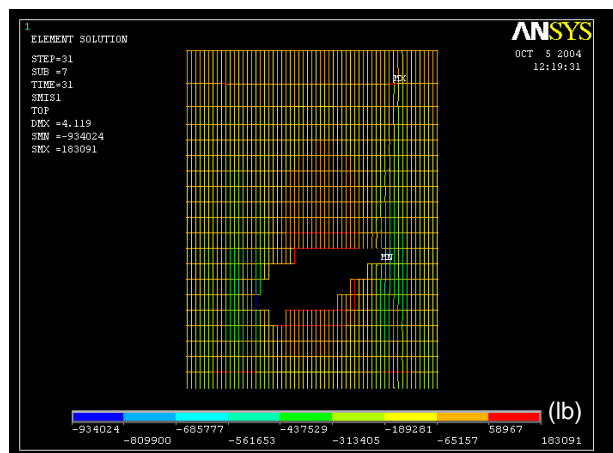 1
ELEMENT SOLUTION
STEP=31
SUB =7
TIME=31
SMIS1
TOP
DMX =4.119
SMN =-934024
SMX =183091
ANSYS
OCT 5 2004
12:19:31
MX
MN
(lb)
-934024 -685777 -437529 -189281 58967
-809900 -561653 -313405 -65157 183091